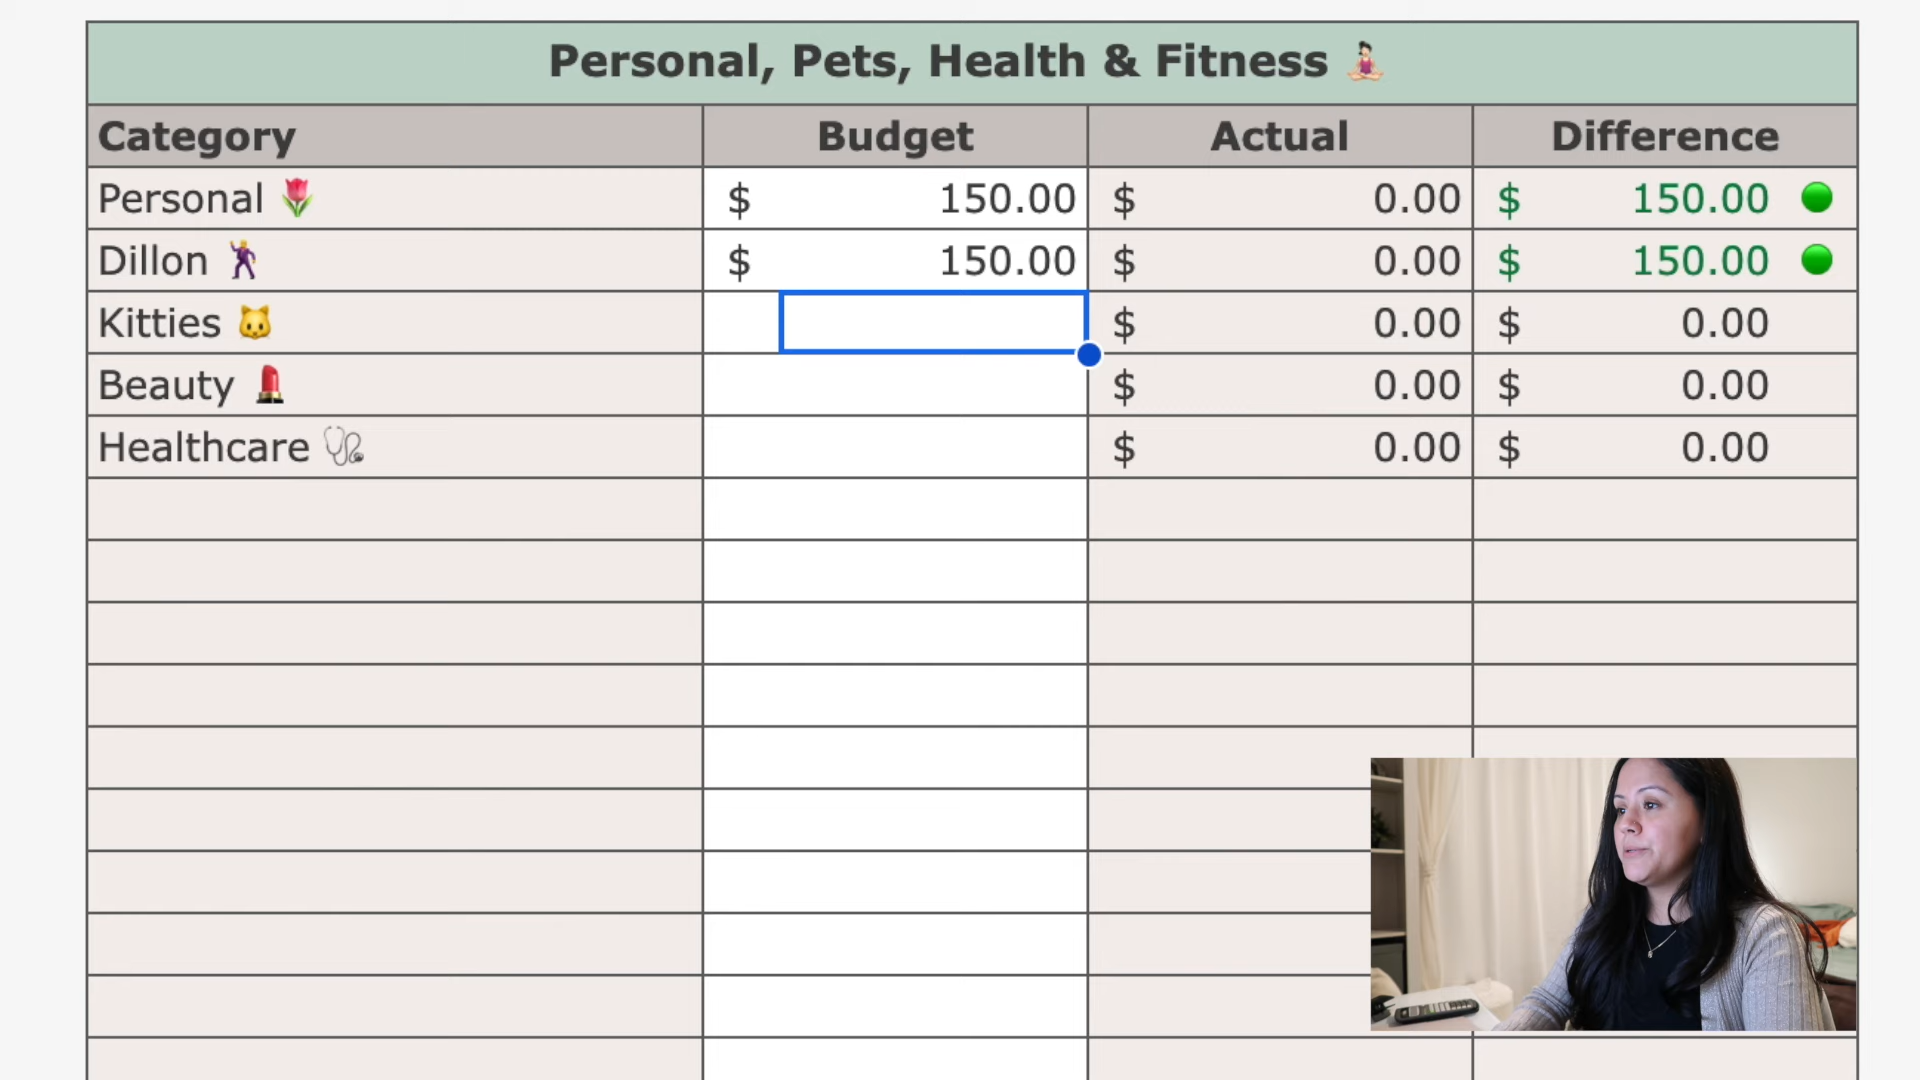 Personal, Pets, Health & Fitness 🧘🏻‍♀️
Category Budget Actual Difference
Personal 🌷 $ 150.00 $ 0.00 $ 150.00 🟢
Dillon 🕺 $ 150.00 $ 0.00 $ 150.00 🟢
Kitties 🐱 $ 0.00 $ 0.00
Beauty 💄 $ 0.00 $ 0.00
Healthcare 🩺 $ 0.00 $ 0.00